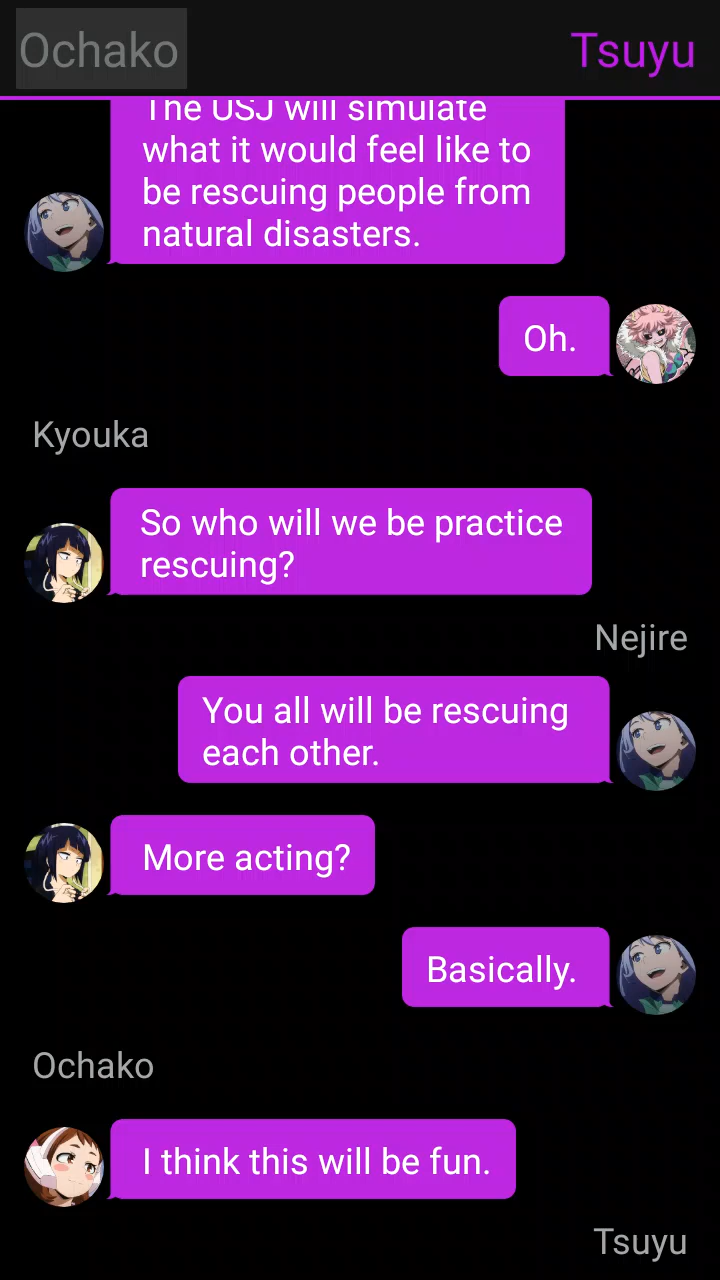 Ochako
Tsuyu
The USJ will simulate
what it would feel like to
be rescuing people from
natural disasters.
Oh.
Kyouka
So who will we be practice
rescuing?
Nejire
You all will be rescuing
each other.
More acting?
Basically.
Ochako
I think this will be fun.
Tsuyu